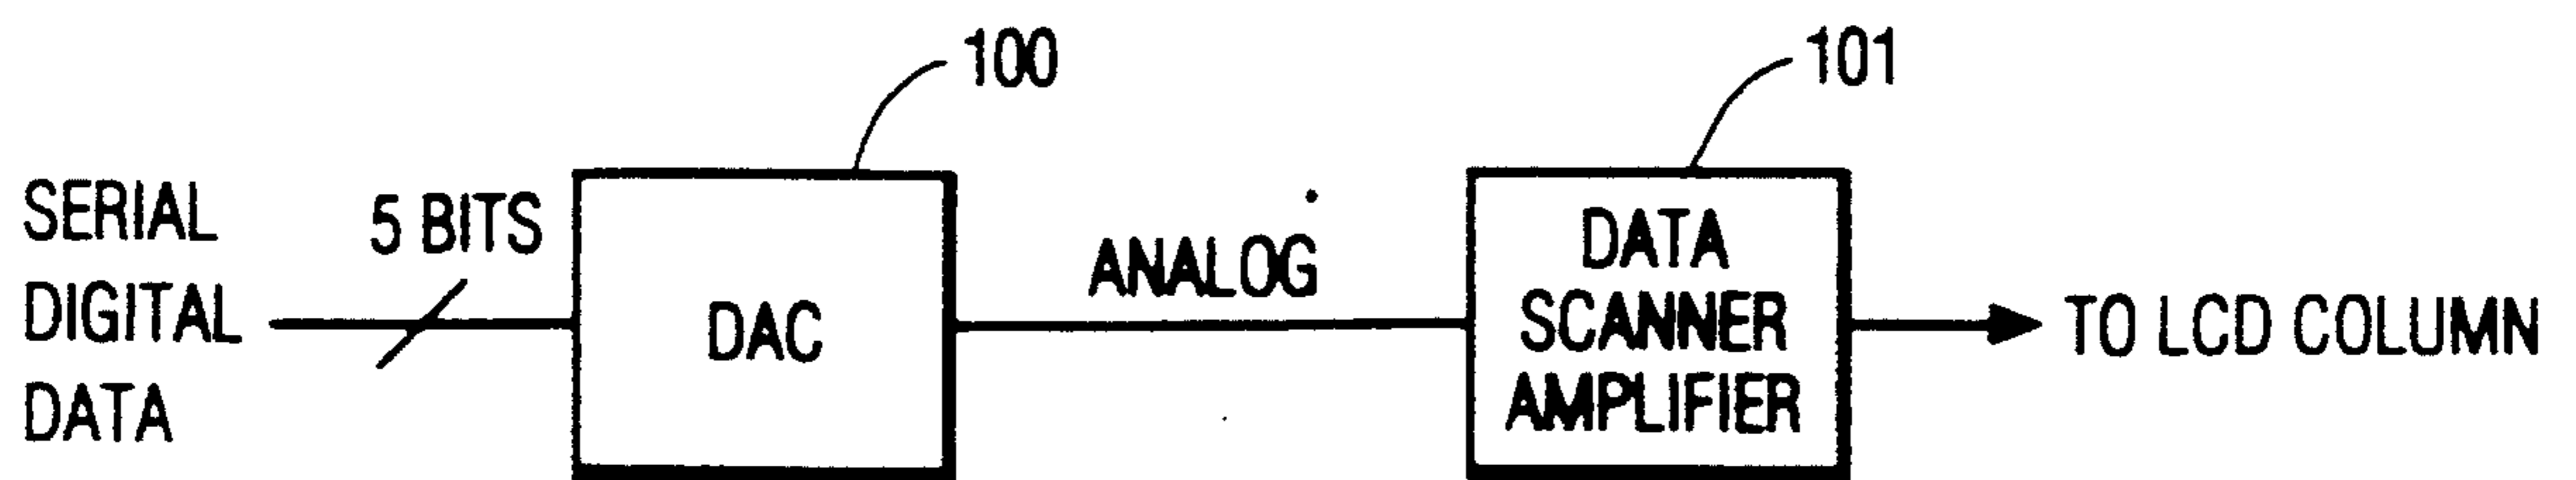 100
101
SERIAL
DIGITAL
DATA
5 BITS
DAC
ANALOG
DATA
SCANNER
AMPLIFIER
TO LCD COLUMN